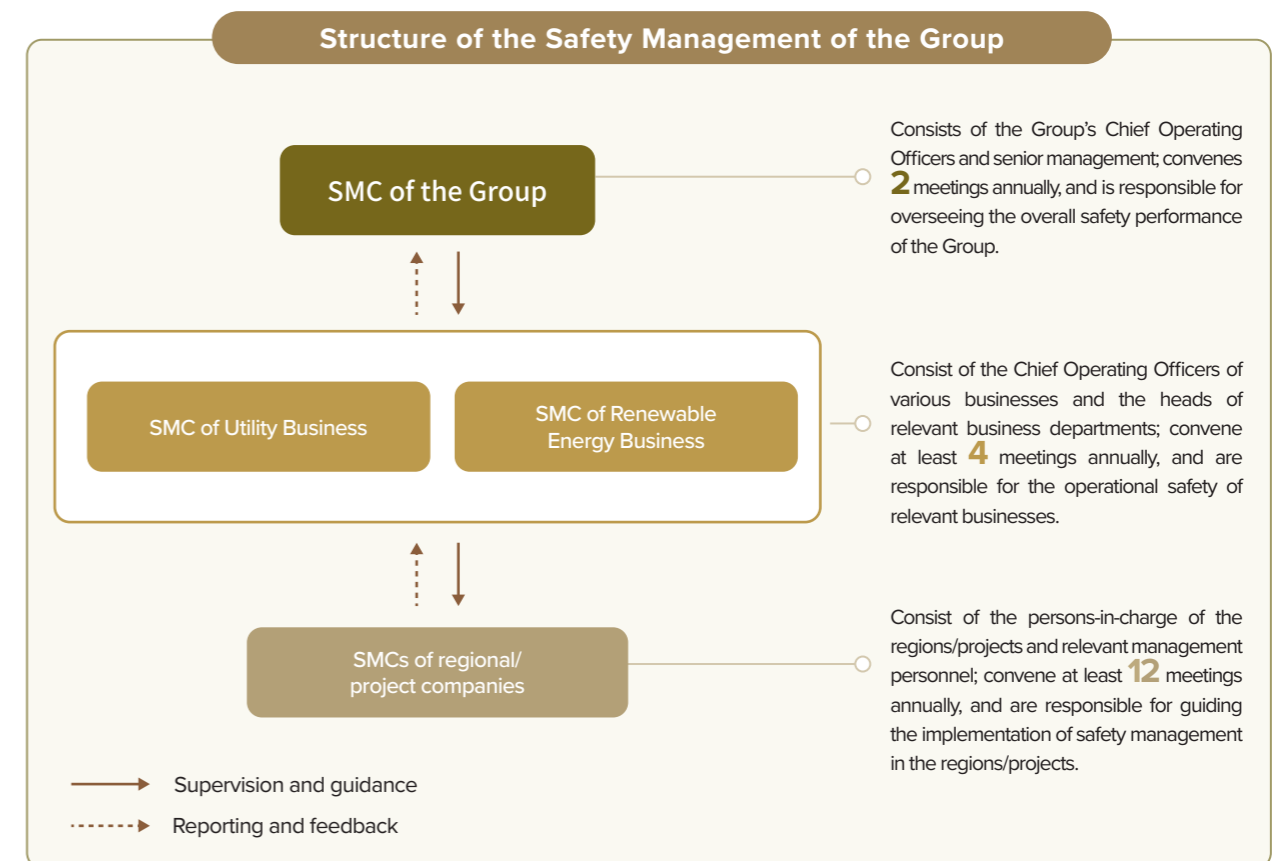 Structure of the Safety Management of the Group
SMC of the Group
Consists of the Group’s Chief Operating
Officers and senior management; convenes
2 meetings annually, and is responsible for
overseeing the overall safety performance
of the Group.
SMC of Utility Business
SMC of Renewable
Energy Business
Consist of the Chief Operating Officers of
various businesses and the heads of
relevant business departments; convene
at least 4 meetings annually, and are
responsible for the operational safety of
relevant businesses.
SMCs of regional/
project companies
Consist of the persons-in-charge of the
regions/projects and relevant management
personnel; convene at least 12 meetings
annually, and are responsible for guiding
the implementation of safety management
in the regions/projects.
Supervision and guidance
Reporting and feedback